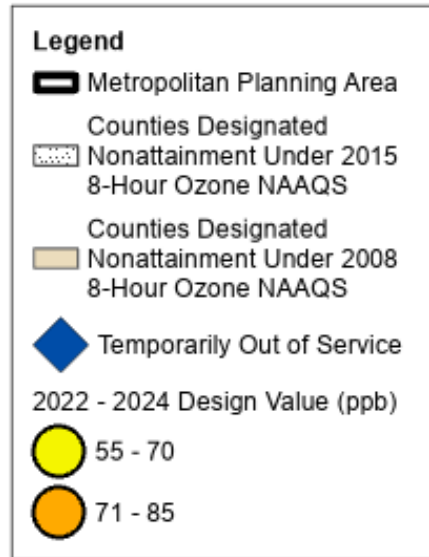 Legend
Metropolitan Planning Area
Counties Designated
Nonattainment Under 2015
8-Hour Ozone NAAQS
Counties Designated
Nonattainment Under 2008
8-Hour Ozone NAAQS
Temporarily Out of Service
2022 - 2024 Design Value (ppb)
55 - 70
71 - 85